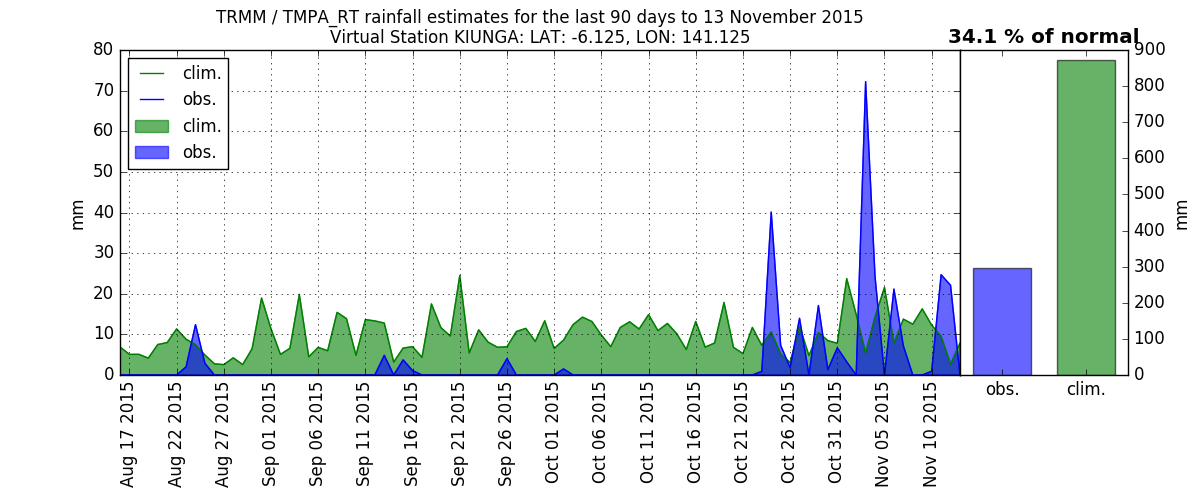 TRMM / TMPA_RT rainfall estimates for the last 90 days to 13 November 2015
Virtual Station KIUNGA: LAT: -6.125, LON: 141.125
34.1 % of normal
clim.
obs.
clim.
obs.
80
70
60
50
40
30
20
10
0
mm
Aug 17 2015
Aug 22 2015
Aug 27 2015
Sep 01 2015
Sep 06 2015
Sep 11 2015
Sep 16 2015
Sep 21 2015
Sep 26 2015
Oct 01 2015
Oct 06 2015
Oct 11 2015
Oct 16 2015
Oct 21 2015
Oct 26 2015
Oct 31 2015
Nov 05 2015
Nov 10 2015
obs.
clim.
900
800
700
600
500
400
300
200
100
0
mm